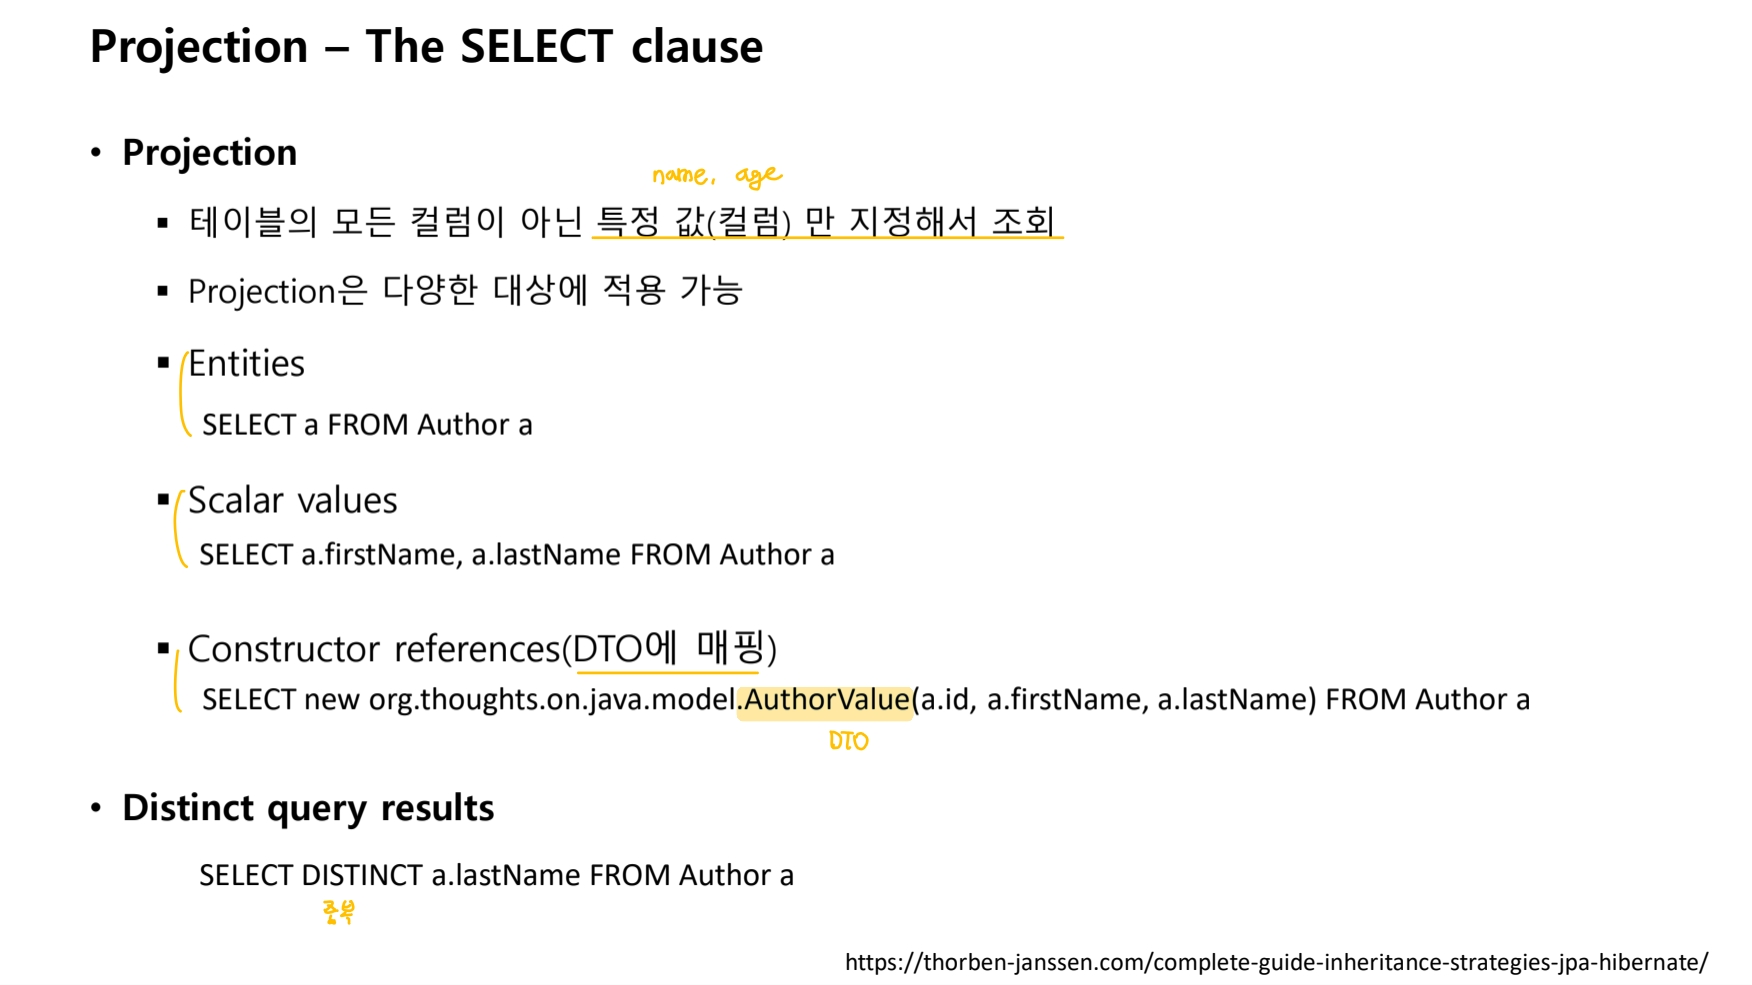 Projection – The SELECT clause
• Projection
name, age
▪ 테이블의 모든 컬럼이 아닌 특정 값(컬럼) 만 지정해서 조회
▪ Projection은 다양한 대상에 적용 가능
▪ Entities
SELECT a FROM Author a
▪ Scalar values
SELECT a.firstName, a.lastName FROM Author a
▪ Constructor references(DTO에 매핑)
SELECT new org.thoughts.on.java.model.AuthorValue(a.id, a.firstName, a.lastName) FROM Author a
DTO
• Distinct query results
SELECT DISTINCT a.lastName FROM Author a
중복
https://thorben-janssen.com/complete-guide-inheritance-strategies-jpa-hibernate/